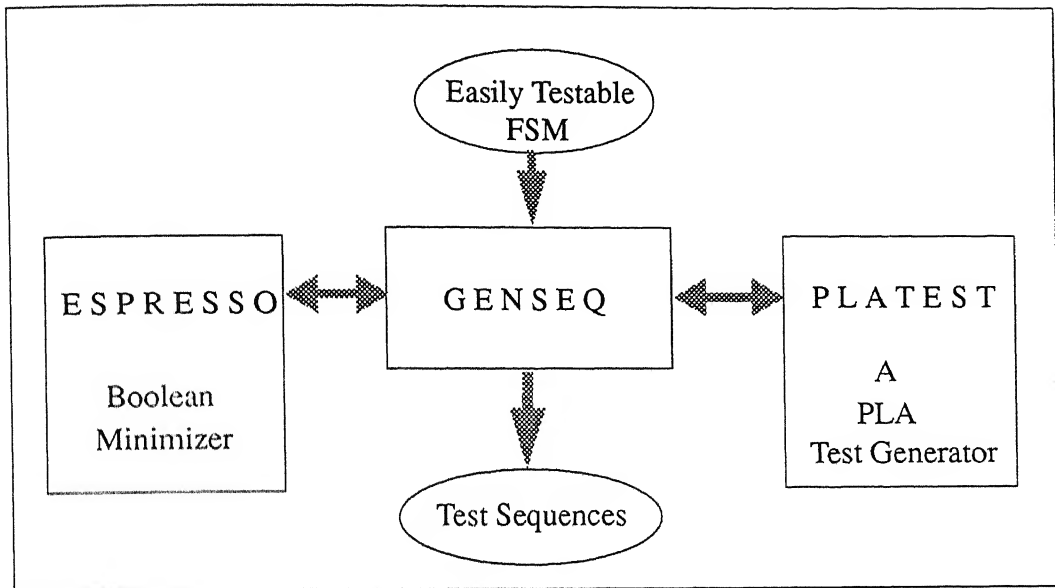 Easily Testable
FSM
ESPRESSO
Boolean
Minimizer
GENSEQ
PLATEST
A
PLA
Test Generator
Test Sequences